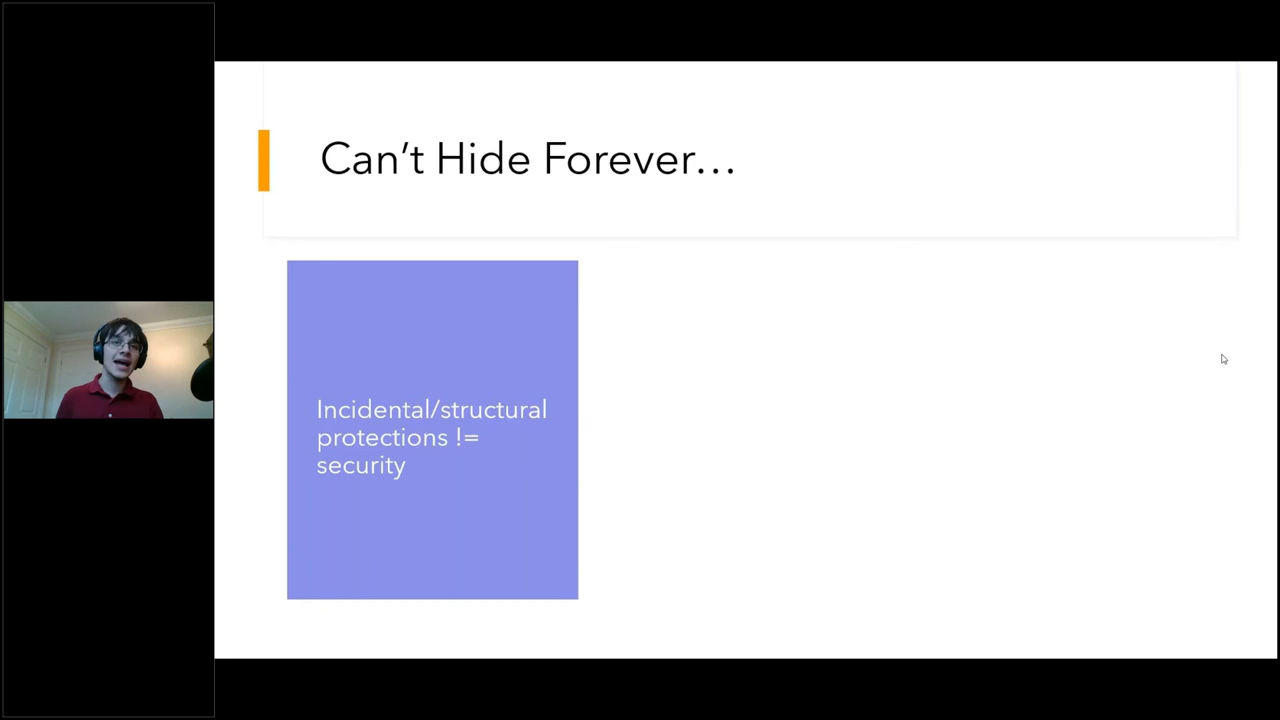 Can’t Hide Forever…
Incidental/structural
protections !=
security